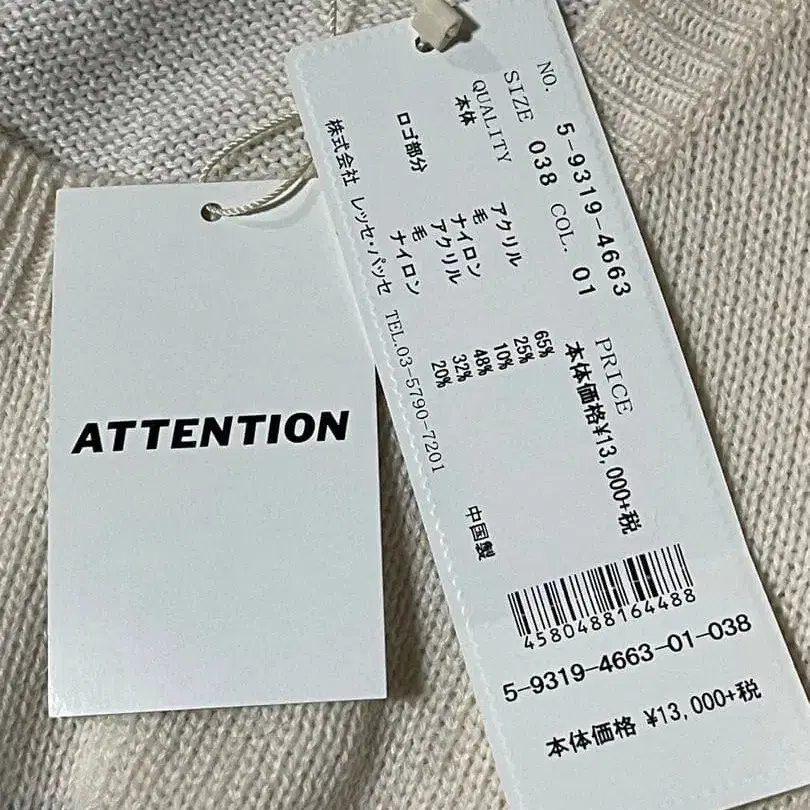 ATTENTION
NO. 5-9319-4663
SIZE 038 COL. 01
QUALITY
本体 アクリル 65%
毛 25%
ナイロン 10%
ロゴ部分 アクリル 48%
毛 32%
ナイロン 20%
株式会社 レッセ・パッセ TEL.03-5790-7201
中国製
PRICE
本体価格¥13,000+税
4580488164488
5-9319-4663-01-038
本体価格 ¥13,000+税